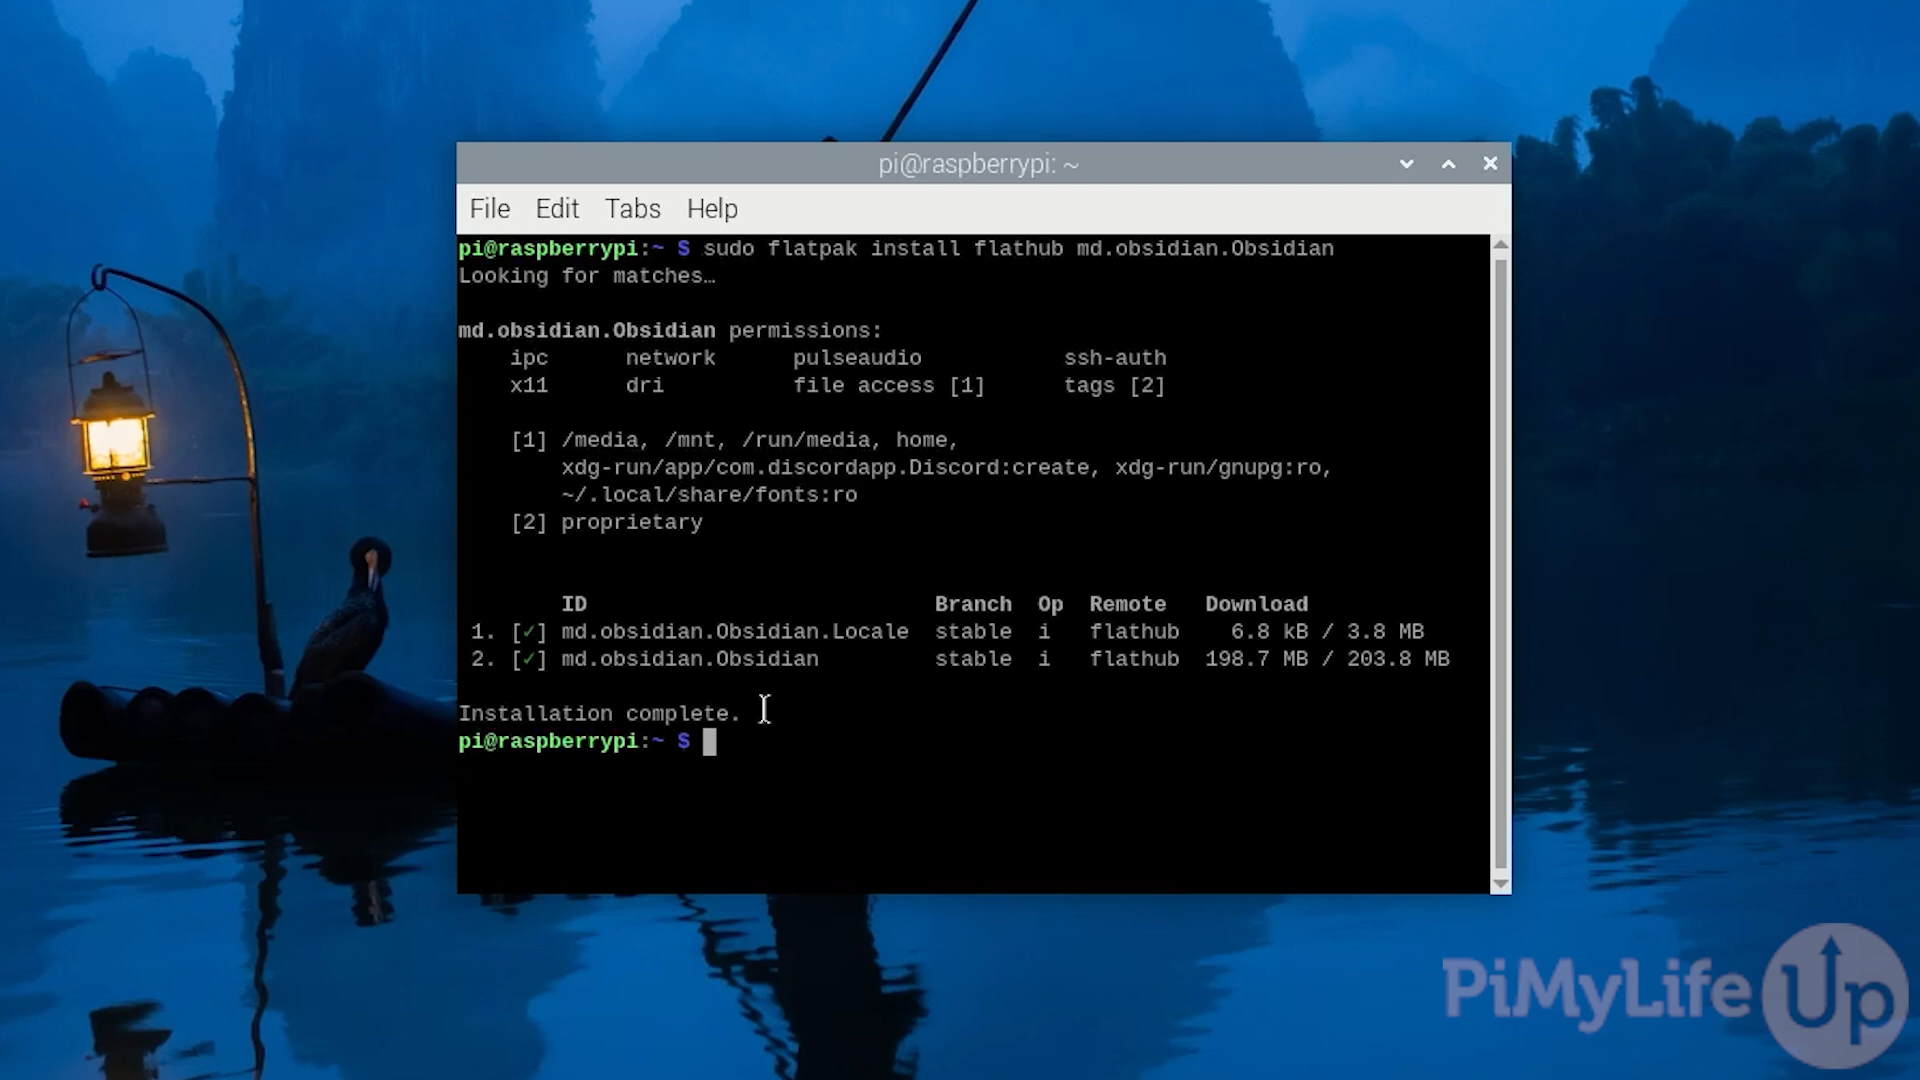 pi@raspberrypi: ~
File Edit Tabs Help
pi@raspberrypi:~ $ sudo flatpak install flathub md.obsidian.Obsidian
Looking for matches…
md.obsidian.Obsidian permissions:
ipc network pulseaudio ssh-auth
x11 dri file access [1] tags [2]
[1] /media, /mnt, /run/media, home,
xdg-run/app/com.discordapp.Discord:create, xdg-run/gnupg:ro,
~/.local/share/fonts:ro
[2] proprietary
ID Branch Op Remote Download
1. [✓] md.obsidian.Obsidian.Locale stable i flathub 6.8 kB / 3.8 MB
2. [✓] md.obsidian.Obsidian stable i flathub 198.7 MB / 203.8 MB
Installation complete.
pi@raspberrypi:~ $
PiMyLifeUp